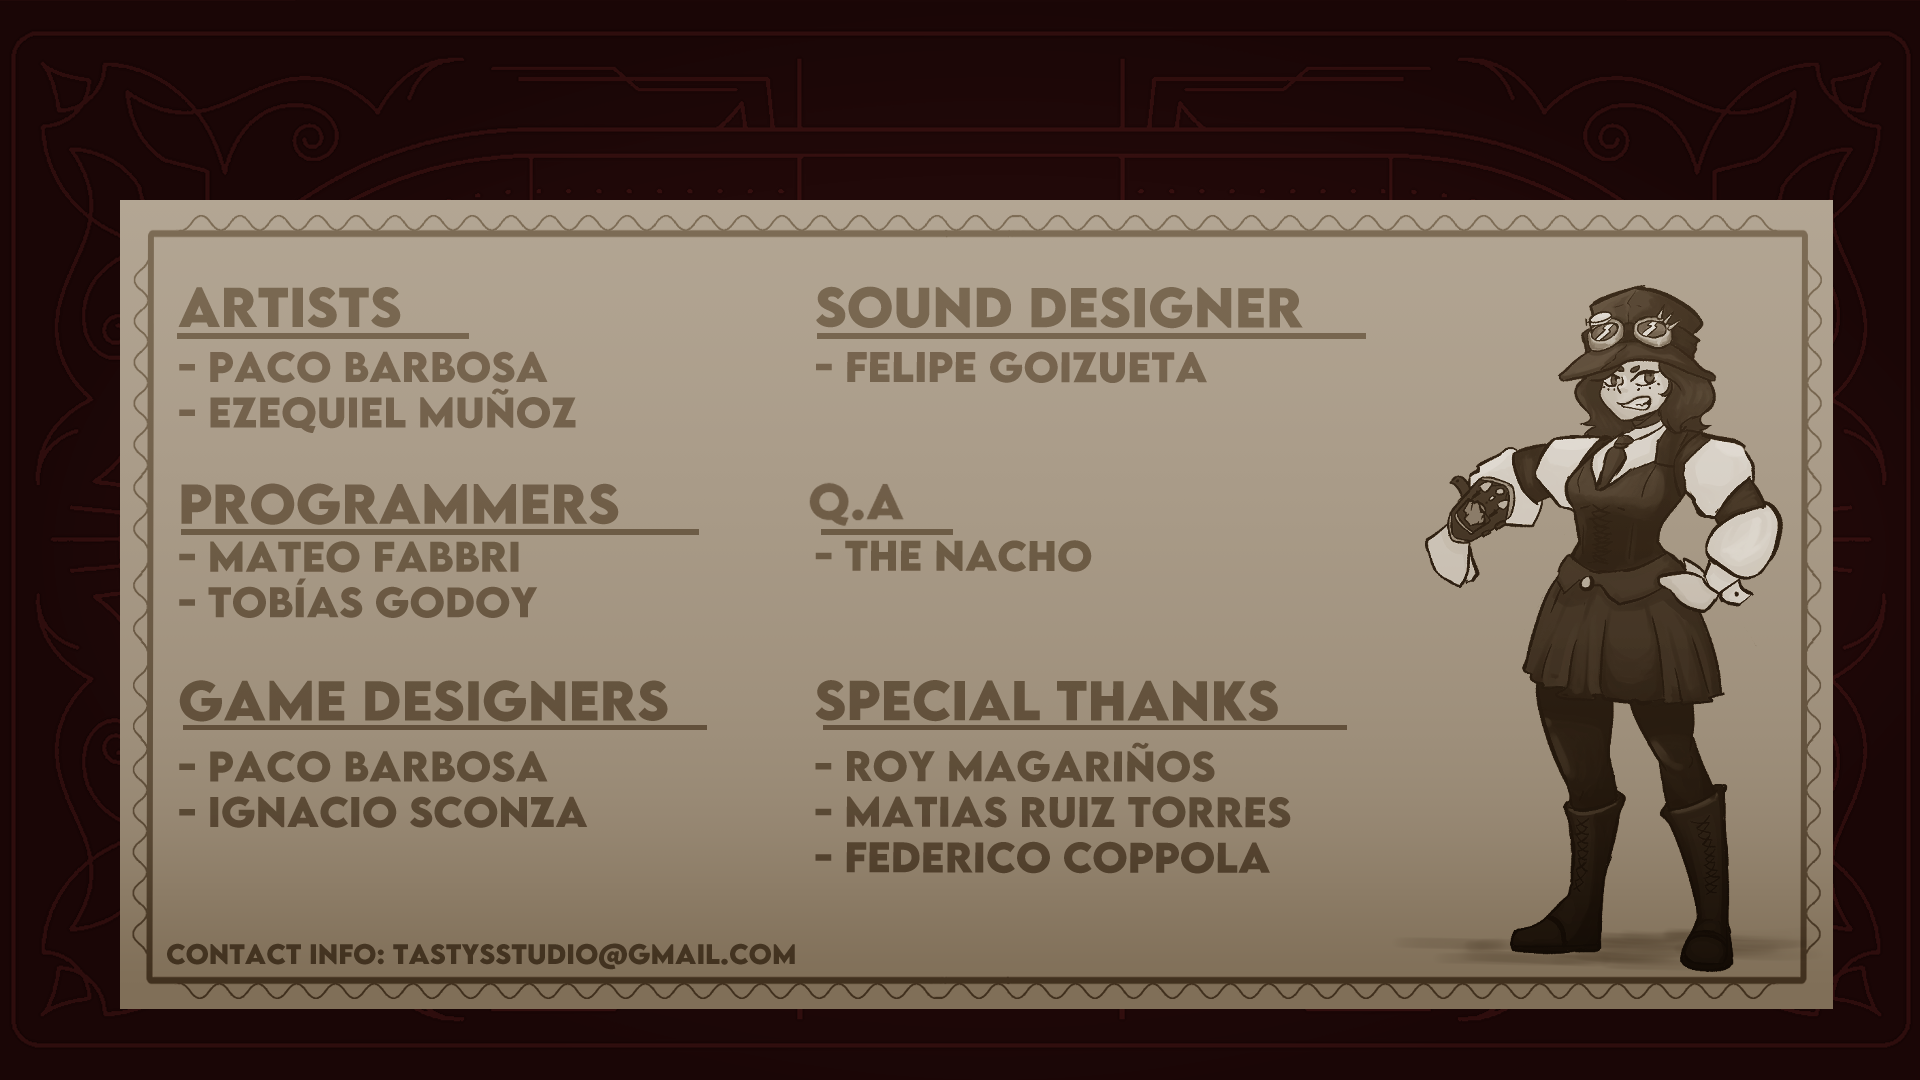 ARTISTS
- PACO BARBOSA
- EZEQUIEL MUÑOZ
PROGRAMMERS
- MATEO FABBRI
- TOBÍAS GODOY
GAME DESIGNERS
- PACO BARBOSA
- IGNACIO SCONZA
SOUND DESIGNER
- FELIPE GOIZUETA
Q.A
- THE NACHO
SPECIAL THANKS
- ROY MAGARIÑOS
- MATIAS RUIZ TORRES
- FEDERICO COPPOLA
CONTACT INFO: TASTYSSTUDIO@GMAIL.COM